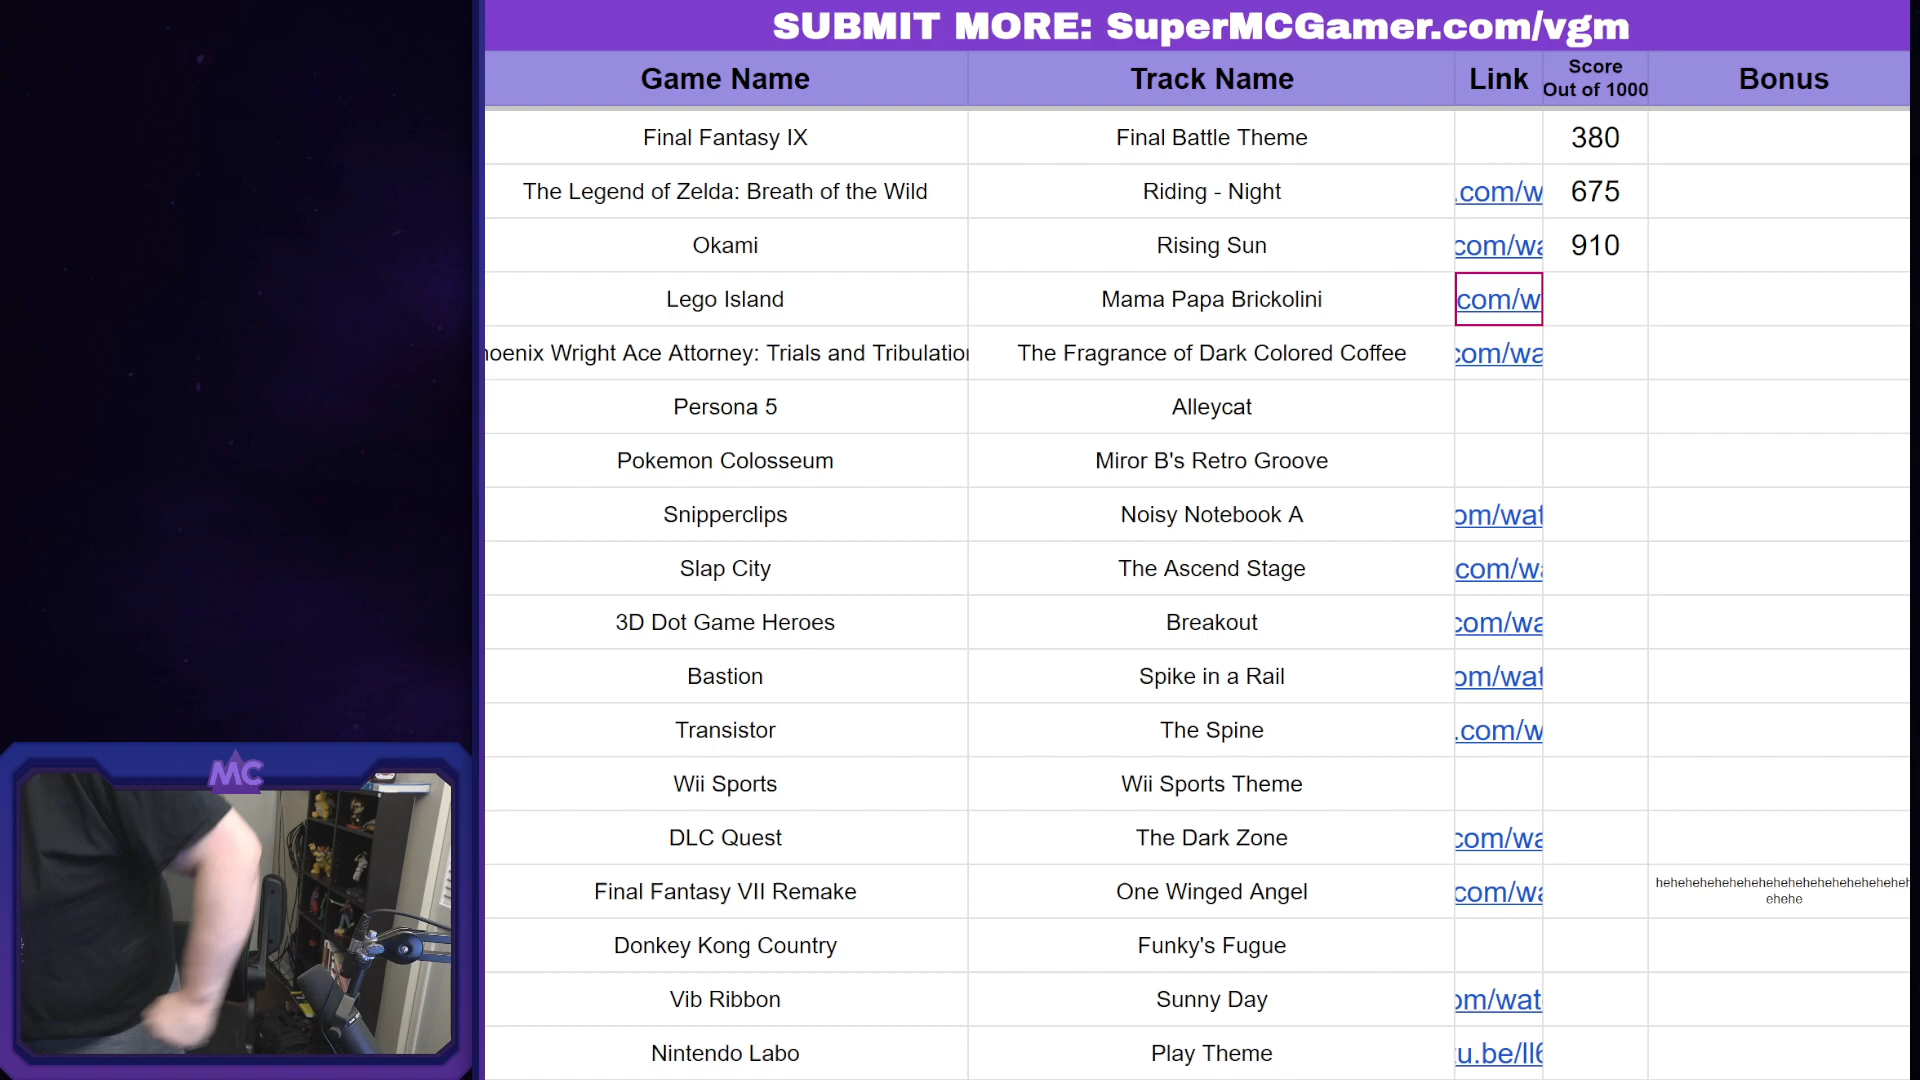 SUBMIT MORE: SuperMCGamer.com/vgm
Game Name Track Name Link Score Out of 1000 Bonus
Final Fantasy IX Final Battle Theme 380
The Legend of Zelda: Breath of the Wild Riding - Night .com/w 675
Okami Rising Sun com/wa 910
Lego Island Mama Papa Brickolini com/w
hoenix Wright Ace Attorney: Trials and Tribulation The Fragrance of Dark Colored Coffee com/wa
Persona 5 Alleycat
Pokemon Colosseum Miror B's Retro Groove
Snipperclips Noisy Notebook A om/wat
Slap City The Ascend Stage com/wa
3D Dot Game Heroes Breakout com/wa
Bastion Spike in a Rail om/wat
Transistor The Spine .com/w
Wii Sports Wii Sports Theme
DLC Quest The Dark Zone com/wa
Final Fantasy VII Remake One Winged Angel com/wa
Donkey Kong Country Funky's Fugue
Vib Ribbon Sunny Day om/wat
Nintendo Labo Play Theme u.be/ll6
MC